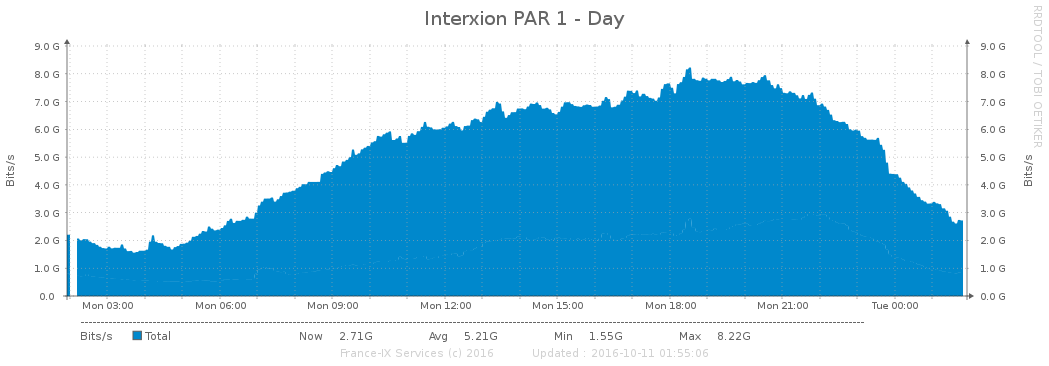 Interxion PAR 1 - Day
RRDTOOL / TOBI OETIKER
9.0 G 9.0 G
8.0 G 8.0 G
7.0 G 7.0 G
6.0 G 6.0 G
5.0 G 5.0 G
4.0 G 4.0 G
3.0 G 3.0 G
2.0 G 2.0 G
1.0 G 1.0 G
0.0 0.0 G
Bits/s
Bits/s
Mon 03:00 Mon 06:00 Mon 09:00 Mon 12:00 Mon 15:00 Mon 18:00 Mon 21:00 Tue 00:00
Bits/s Total Now 2.71G Avg 5.21G Min 1.55G Max 8.22G
France-IX Services (c) 2016 Updated : 2016-10-11 01:55:06